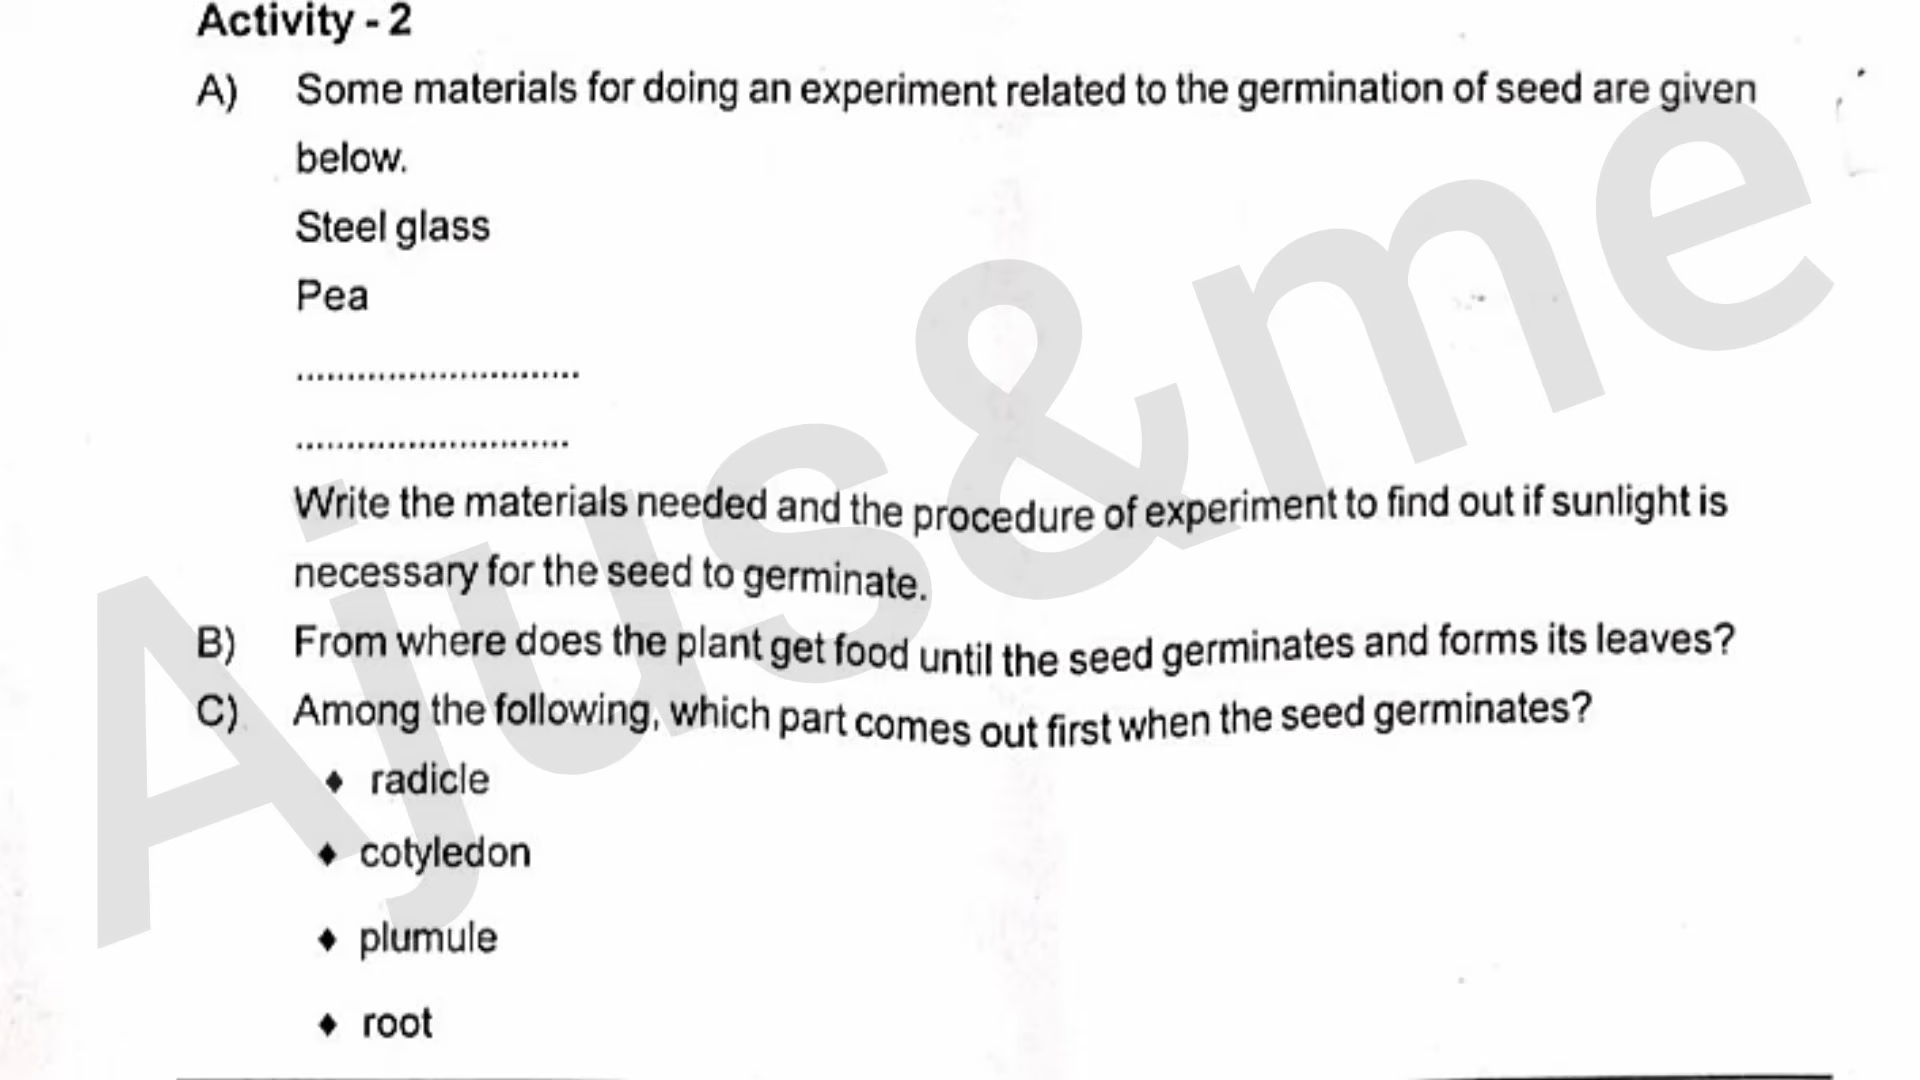 Activity - 2
A) Some materials for doing an experiment related to the germination of seed are given
below.
Steel glass
Pea
............................
...........................
Write the materials needed and the procedure of experiment to find out if sunlight is
necessary for the seed to germinate.
B) From where does the plant get food until the seed germinates and forms its leaves?
C) Among the following, which part comes out first when the seed germinates?
♦ radicle
♦ cotyledon
♦ plumule
♦ root
Ajus&me